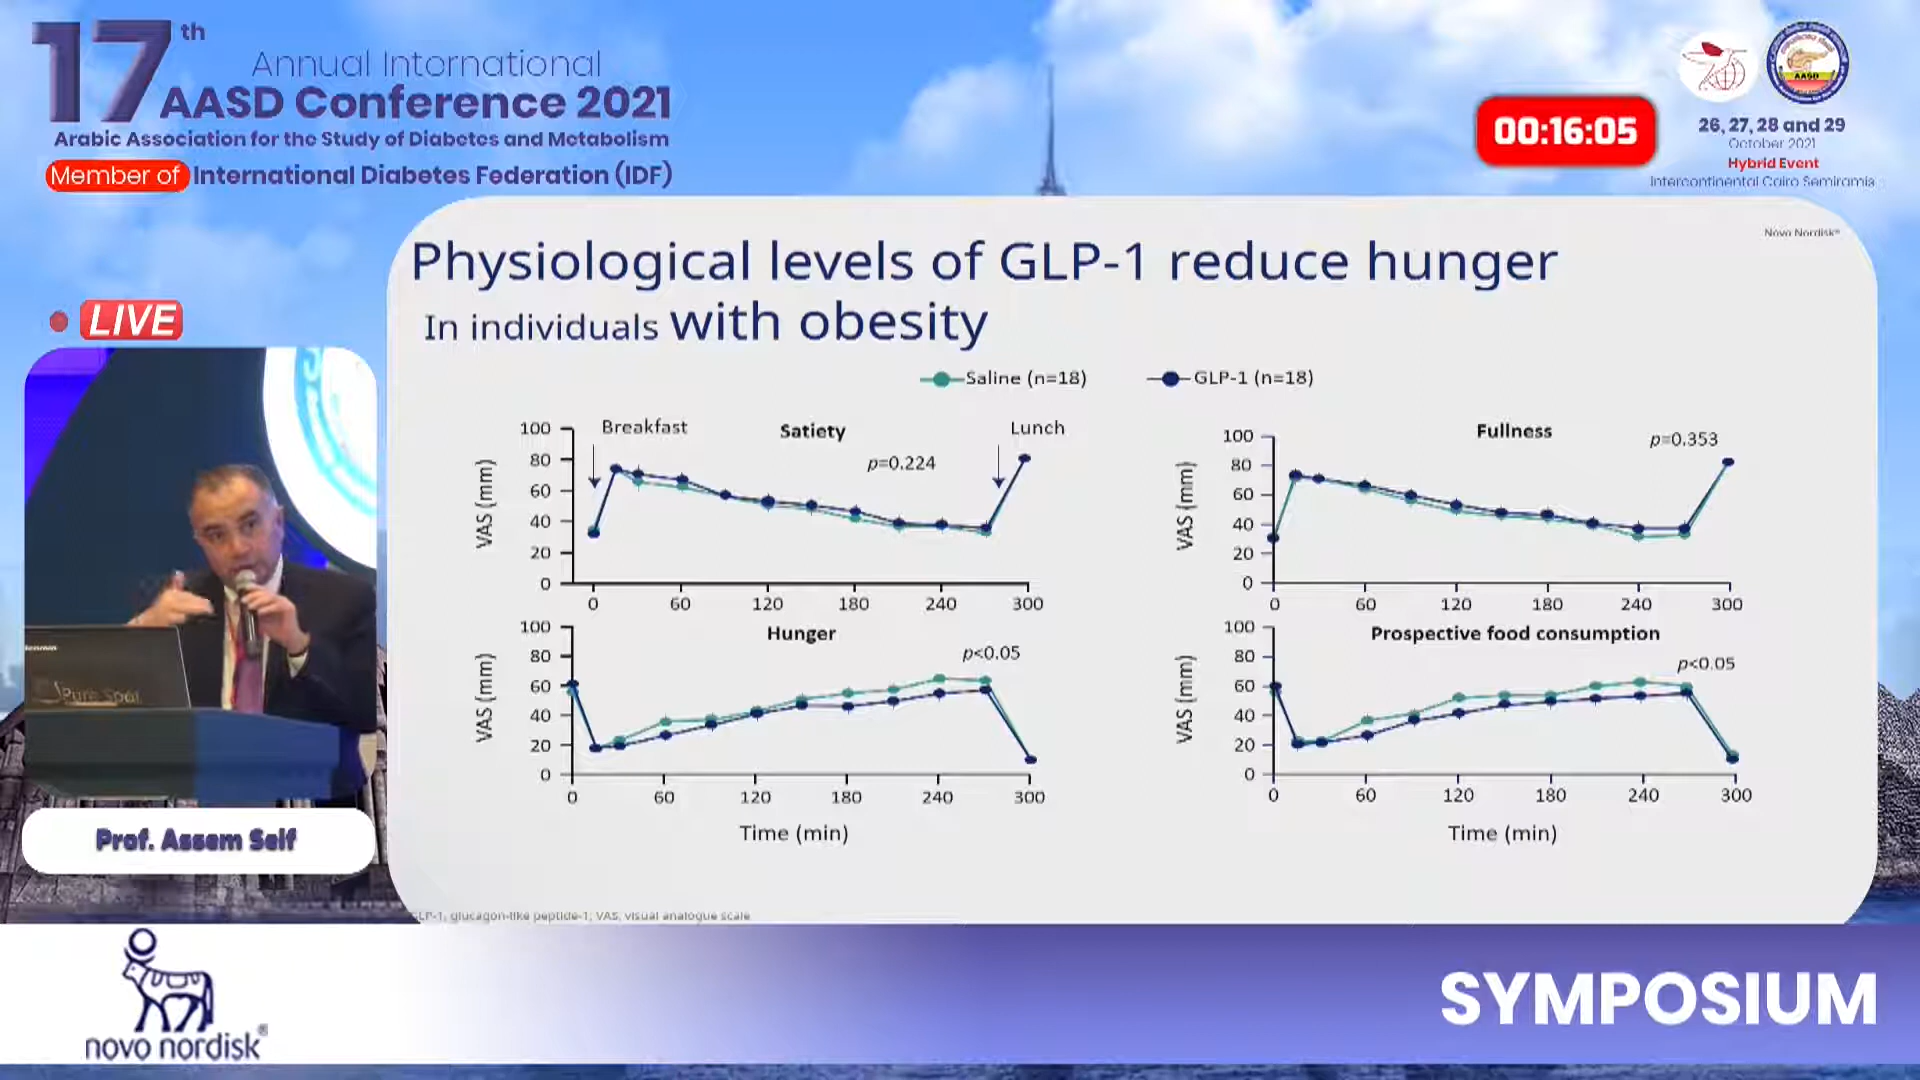 17th
Annual International
AASD Conference 2021
Arabic Association for the Study of Diabetes and Metabolism
Member of International Diabetes Federation (IDF)
00:16:05
AASD
26, 27, 28 and 29
October 2021
Hybrid Event
Intercontinental Cairo Semiramis
LIVE
Prof. Assem Seif
Novo Nordisk®
Physiological levels of GLP-1 reduce hunger
In individuals with obesity
Saline (n=18)
GLP-1 (n=18)
Breakfast
Satiety
Lunch
p=0.224
VAS (mm)
100
80
60
40
20
0
0 60 120 180 240 300
Fullness
p=0.353
VAS (mm)
100
80
60
40
20
0
0 60 120 180 240 300
Hunger
p<0.05
VAS (mm)
100
80
60
40
20
0
0 60 120 180 240 300
Time (min)
Prospective food consumption
p<0.05
VAS (mm)
100
80
60
40
20
0
0 60 120 180 240 300
Time (min)
GLP-1, glucagon-like peptide-1; VAS, visual analogue scale.
novo nordisk®
SYMPOSIUM